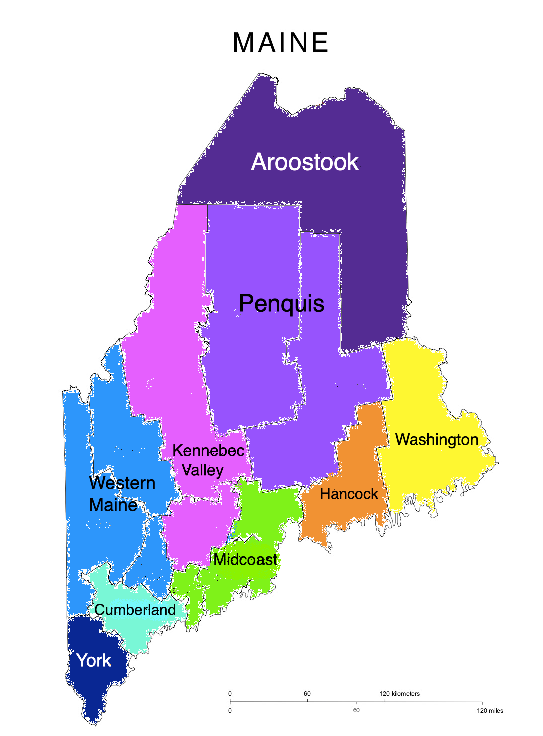 MAINE
Aroostook
Penquis
Washington
Kennebec
Valley
Western
Maine
Hancock
Midcoast
Cumberland
York
0 60 120 kilometers
0 60 120 miles